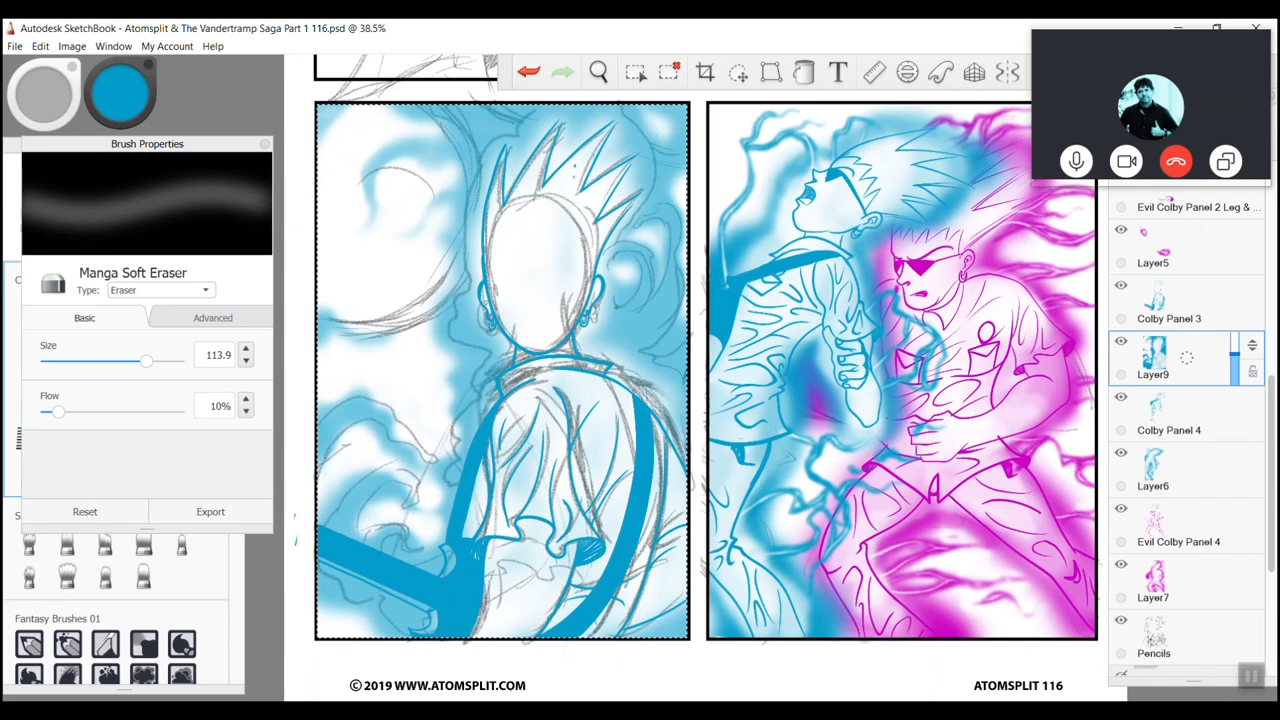 Autodesk SketchBook - Atomsplit & The Vandertramp Saga Part 1 116.psd @ 38.5%
File Edit Image Window My Account Help
Brush Properties
Manga Soft Eraser
Type: Eraser
Basic Advanced
Size
113.9
Flow
10%
Reset Export
Fantasy Brushes 01
Evil Colby Panel 2 Leg & ...
Layer5
Colby Panel 3
Layer9
Colby Panel 4
Layer6
Evil Colby Panel 4
Layer7
Pencils
© 2019 WWW.ATOMSPLIT.COM
ATOMSPLIT 116